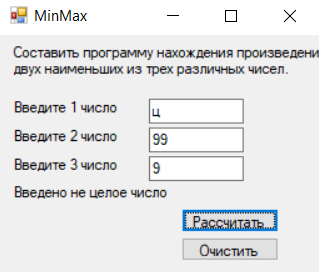 MinMax
Составить программу нахождения произведени
двух наименьших из трех различных чисел.
Введите 1 число ц
Введите 2 число 99
Введите 3 число 9
Введено не целое число
Рассчитать
Очистить